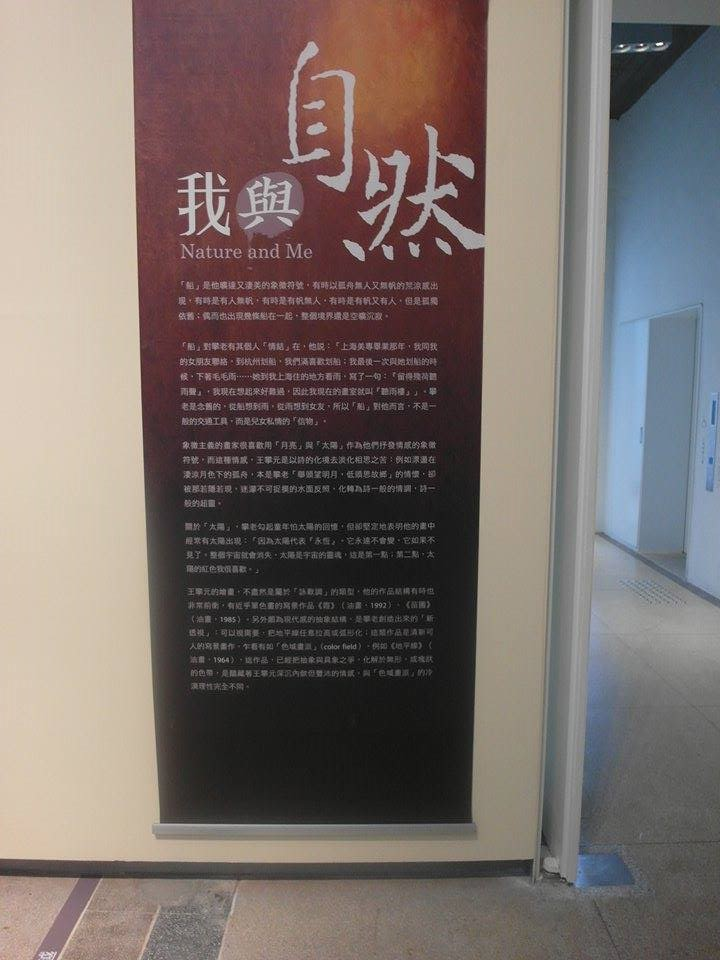 自然
我與
Nature and Me
「船」是他曠達又淒美的象徵符號，有時以孤舟無人又無帆的荒涼感出
現，有時是有人無帆，有時是有帆無人，有時是有帆又有人，但是孤獨
依舊；偶而也出現幾條船在一起，整個境界還是空曠沉寂。
「船」對攀老有其個人「情結」在，他說：「上海美專畢業那年，我同我
的女朋友聯絡，到杭州划船，我們滿喜歡划船；我最後一次與她划船的時
候，下著毛毛雨⋯⋯她到我上海住的地方看雨，寫了一句：『留得殘荷聽
雨聲』，我現在想起來好難過，因此我現在的畫室就叫『聽雨樓』」。攀
老是念舊的，從船想到雨，從雨想到女友，所以「船」對他而言，不是一
般的交通工具，而是兒女私情的「信物」。
象徵主義的畫家很喜歡用「月亮」與「太陽」作為他們抒發情感的象徵
符號，而這種情感，王攀元是以詩的化境去淡化相思之苦；例如漂盪在
淒涼月色下的孤舟，本是攀老「舉頭望明月，低頭思故鄉」的情懷，卻
被那若隱若現，迷濛不可捉摸的水面反照，化轉為詩一般的情調，詩一
般的超靈。
關於「太陽」，攀老勾起童年怕太陽的回憶，但卻堅定地表明他的畫中
經常有太陽出現：「因為太陽代表『永恆』，它永遠不會變，它如果不
見了，整個宇宙就會消失，太陽是宇宙的靈魂，這是第一點；第二點，太
陽的紅色我很喜歡。」
王攀元的繪畫，不盡然是屬於「詠歎調」的類型，他的作品結構有時也
非常前衛，有近乎單色畫的寫景作品《霞》（油畫，1992）、《苗圃》
（油畫，1985）。另外頗為現代感的抽象結構，是攀老創造出來的「新
透視」：可以視需要，把地平線任意拉高或弧形化；這類作品是清新可
人的寫景畫作，乍看有如「色域畫派」(color field)，例如《地平線》（
油畫，1964），這作品，已經把抽象與具象之爭，化解於無形，成塊狀
的色帶，是隱藏著王攀元深沉內斂但豐沛的情感，與「色域畫派」的冷
漠理性完全不同。